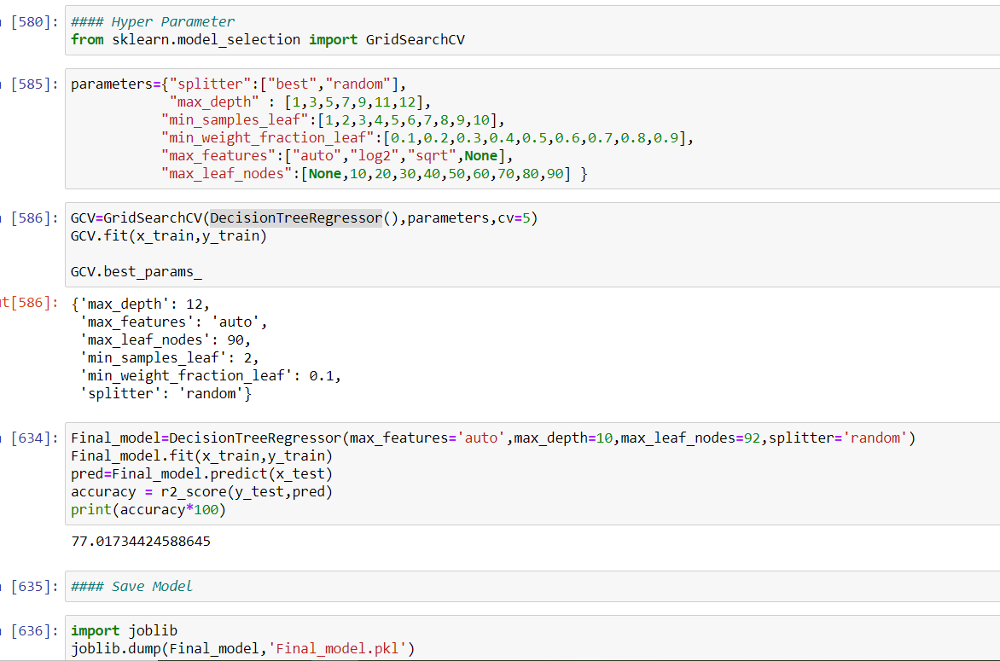 [580]: #### Hyper Parameter
from sklearn.model_selection import GridSearchCV
[585]: parameters={"splitter":["best","random"],
"max_depth" : [1,3,5,7,9,11,12],
"min_samples_leaf":[1,2,3,4,5,6,7,8,9,10],
"min_weight_fraction_leaf":[0.1,0.2,0.3,0.4,0.5,0.6,0.7,0.8,0.9],
"max_features":["auto","log2","sqrt",None],
"max_leaf_nodes":[None,10,20,30,40,50,60,70,80,90] }
[586]: GCV=GridSearchCV(DecisionTreeRegressor(),parameters,cv=5)
GCV.fit(x_train,y_train)
GCV.best_params_
t[586]: {'max_depth': 12,
'max_features': 'auto',
'max_leaf_nodes': 90,
'min_samples_leaf': 2,
'min_weight_fraction_leaf': 0.1,
'splitter': 'random'}
[634]: Final_model=DecisionTreeRegressor(max_features='auto',max_depth=10,max_leaf_nodes=92,splitter='random')
Final_model.fit(x_train,y_train)
pred=Final_model.predict(x_test)
accuracy = r2_score(y_test,pred)
print(accuracy*100)
77.01734424588645
[635]: #### Save Model
[636]: import joblib
joblib.dump(Final_model,'Final_model.pkl')